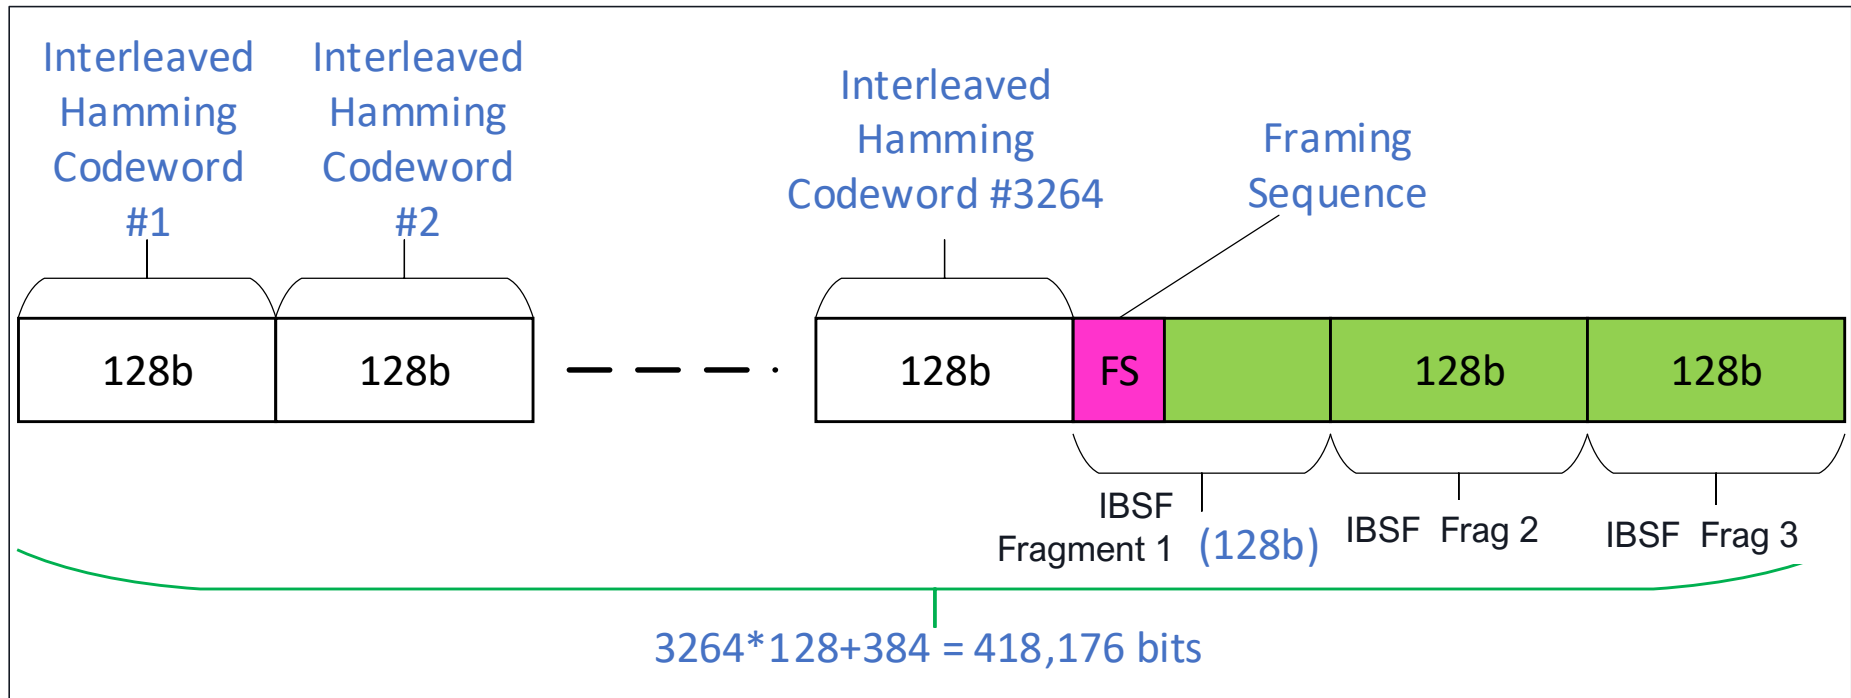 Interleaved
Hamming
Codeword
#1
Interleaved
Hamming
Codeword
#2
Interleaved
Hamming
Codeword #3264
Framing
Sequence
128b
128b
128b
FS
128b
128b
IBSF
Fragment 1 (128b)
IBSF Frag 2
IBSF Frag 3
3264*128+384 = 418,176 bits